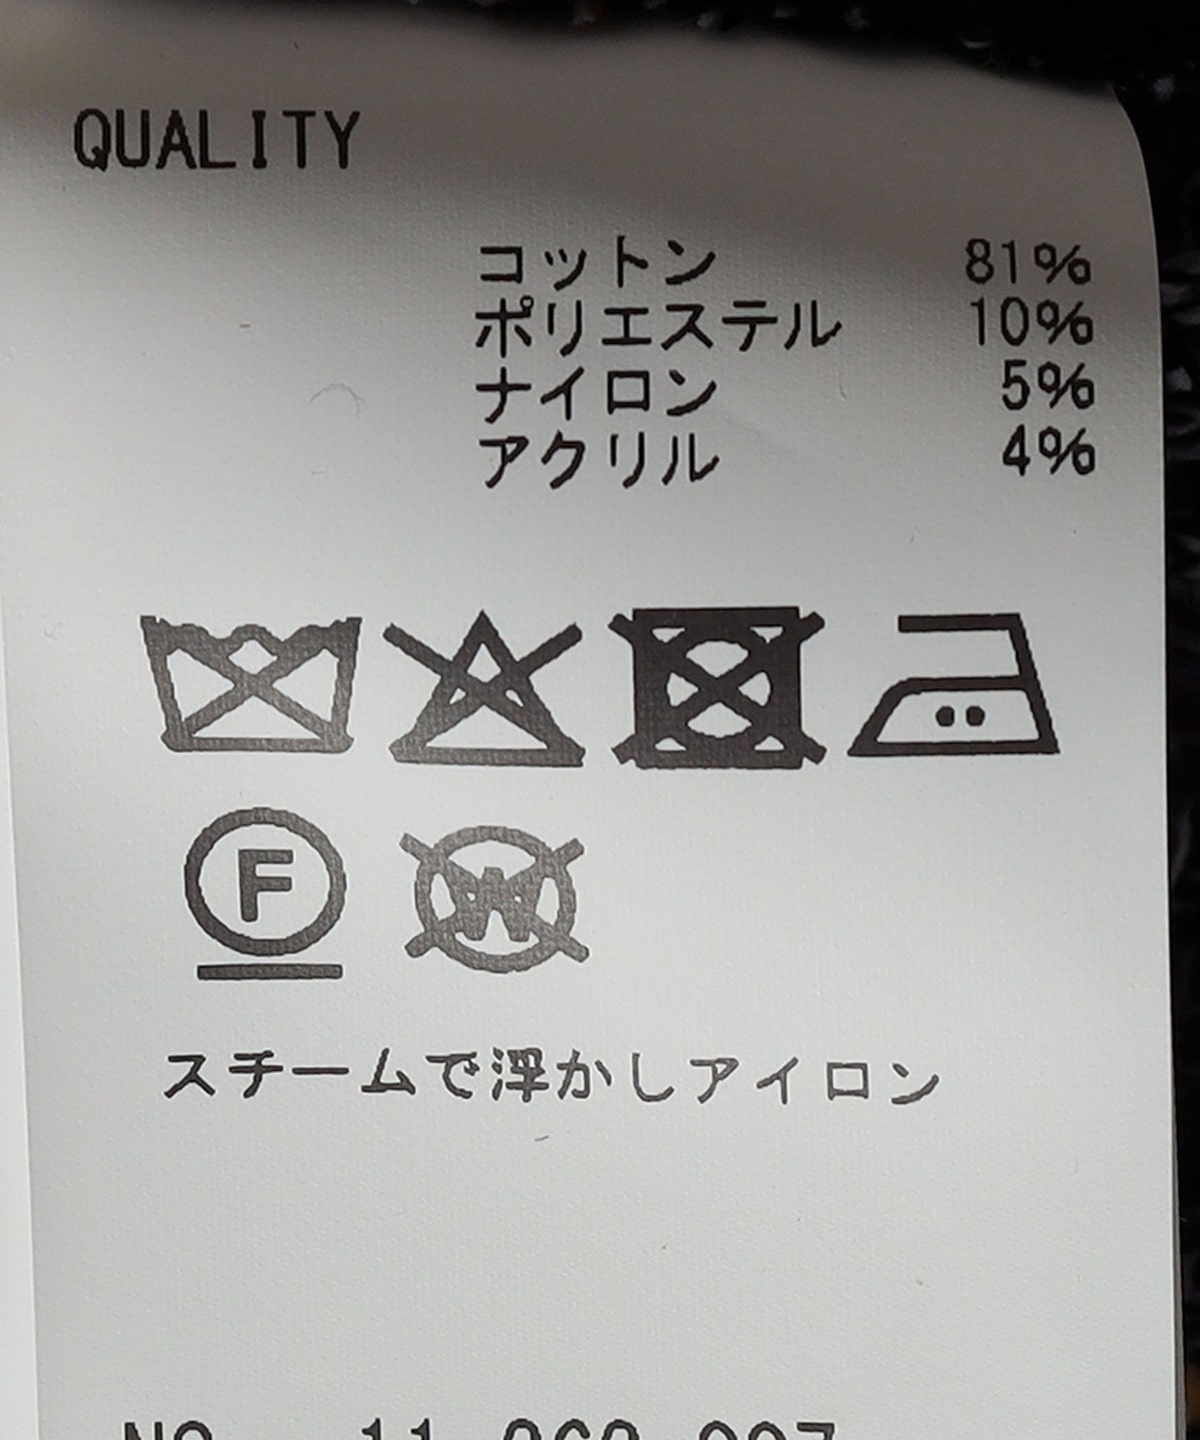 QUALITY
コットン 81%
ポリエステル 10%
ナイロン 5%
アクリル 4%
F
W
スチームで浮かしアイロン